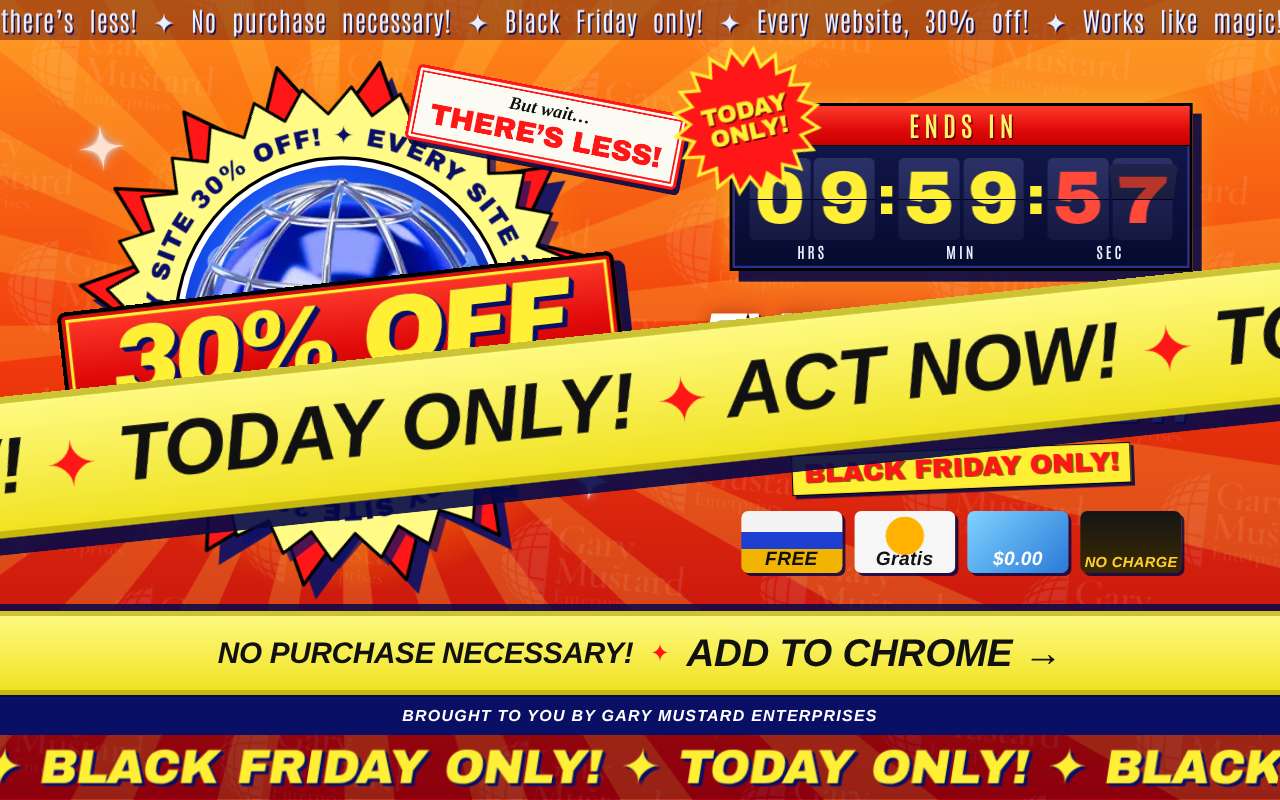 there's less! ✦ No purchase necessary! ✦ Black Friday only! ✦ Every website, 30% off! ✦ Works like magic!
But wait…
THERE'S LESS!
TODAY
ONLY!
ENDS IN
09:59:57
HRS MIN SEC
SITE 30% OFF! ✦ EVERY SITE
30% OFF
! ✦ TODAY ONLY! ✦ ACT NOW! ✦ TO
BLACK FRIDAY ONLY!
FREE
Gratis
$0.00
NO CHARGE
NO PURCHASE NECESSARY! ✦ ADD TO CHROME →
BROUGHT TO YOU BY GARY MUSTARD ENTERPRISES
✦ BLACK FRIDAY ONLY! ✦ TODAY ONLY! ✦ BLACK
Gary
Mustard
Enterprises